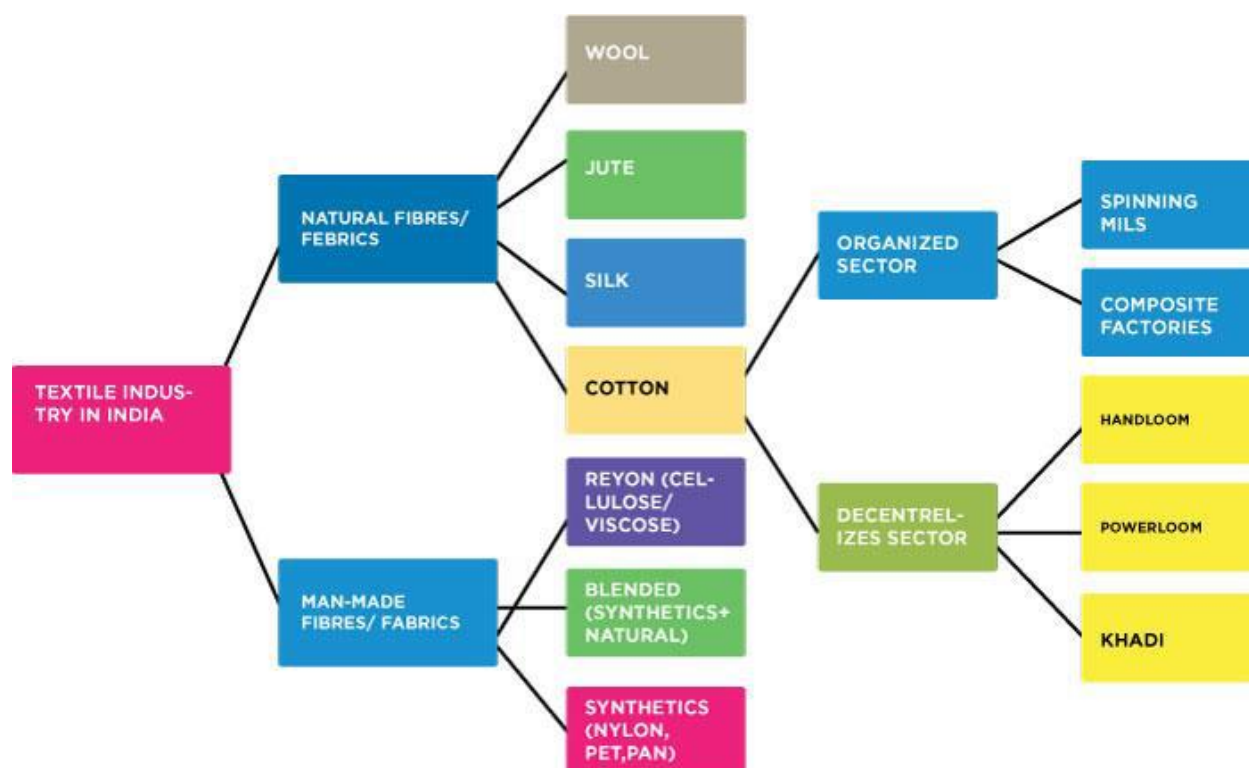 TEXTILE INDUS-
TRY IN INDIA
NATURAL FIBRES/
FEBRICS
MAN-MADE
FIBRES/ FABRICS
WOOL
JUTE
SILK
COTTON
REYON (CEL-
LULOSE/
VISCOSE)
BLENDED
(SYNTHETICS+
NATURAL)
SYNTHETICS
(NYLON,
PET,PAN)
ORGANIZED
SECTOR
DECENTREL-
IZES SECTOR
SPINNING
MILS
COMPOSITE
FACTORIES
HANDLOOM
POWERLOOM
KHADI